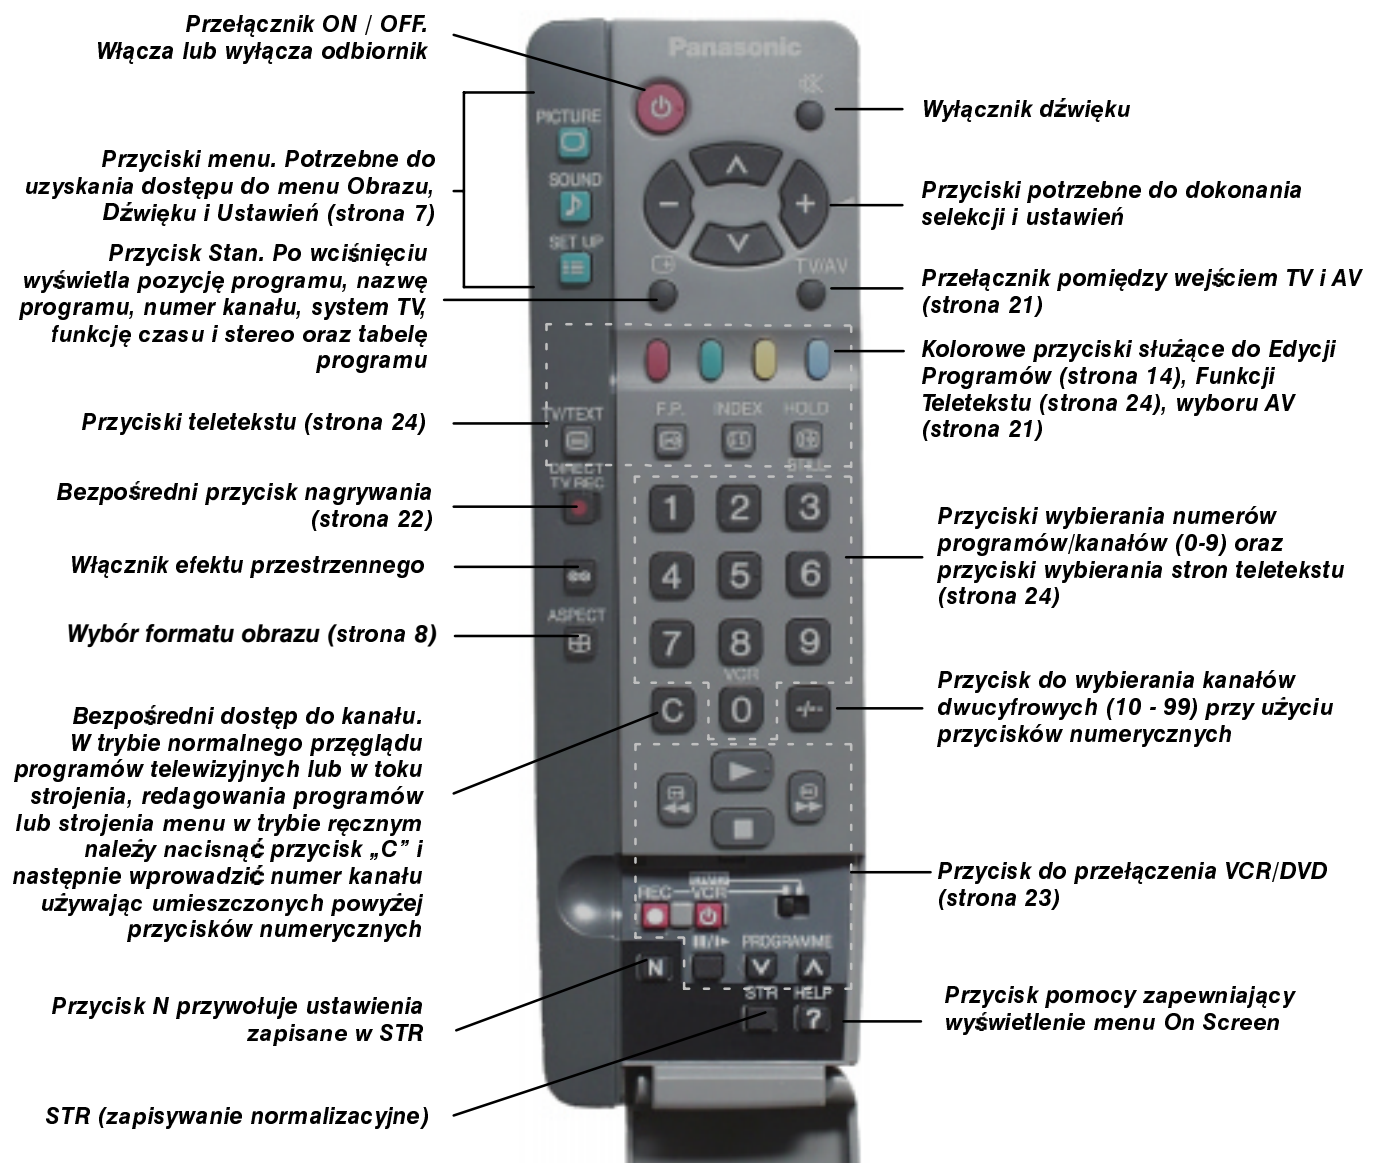 Przełącznik ON / OFF.
Włącza lub wyłącza odbiornik
Przyciski menu. Potrzebne do
uzyskania dostępu do menu Obrazu,
Dźwięku i Ustawień (strona 7)
Przycisk Stan. Po wciśnięciu
wyświetla pozycję programu, nazwę
programu, numer kanału, system TV,
funkcję czasu i stereo oraz tabelę
programu
Przyciski teletekstu (strona 24)
Bezpośredni przycisk nagrywania
(strona 22)
Włącznik efektu przestrzennego
Wybór formatu obrazu (strona 8)
Bezpośredni dostęp do kanału.
W trybie normalnego przęglądu
programów telewizyjnych lub w toku
strojenia, redagowania programów
lub strojenia menu w trybie ręcznym
należy nacisnąć przycisk „C” i
następnie wprowadzić numer kanału
używając umieszczonych powyżej
przycisków numerycznych
Przycisk N przywołuje ustawienia
zapisane w STR
STR (zapisywanie normalizacyjne)
Panasonic
PICTURE
SOUND
SET UP
TV/AV
TV/TEXT
F.P.
INDEX
HOLD
STILL
DIRECT
TV REC
1
2
3
4
5
6
ASPECT
7
8
9
VCR
C
0
-/--
REC
VCR
PROGRAMME
N
STR
HELP
?
Wyłącznik dźwięku
Przyciski potrzebne do dokonania
selekcji i ustawień
Przełącznik pomiędzy wejściem TV i AV
(strona 21)
Kolorowe przyciski służące do Edycji
Programów (strona 14), Funkcji
Teletekstu (strona 24), wyboru AV
(strona 21)
Przyciski wybierania numerów
programów/kanałów (0-9) oraz
przyciski wybierania stron teletekstu
(strona 24)
Przycisk do wybierania kanałów
dwucyfrowych (10 - 99) przy użyciu
przycisków numerycznych
Przycisk do przełączenia VCR/DVD
(strona 23)
Przycisk pomocy zapewniający
wyświetlenie menu On Screen